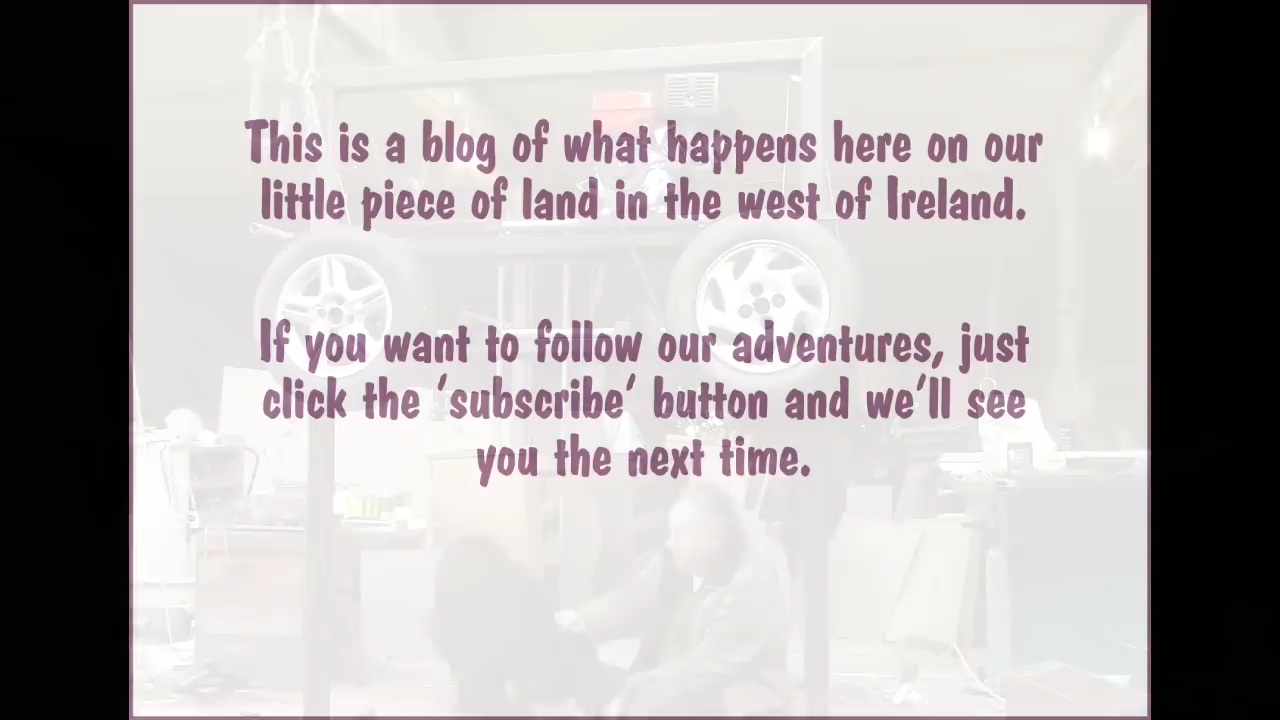 This is a blog of what happens here on our
little piece of land in the west of Ireland.
If you want to follow our adventures, just
click the ‘subscribe’ button and we’ll see
you the next time.